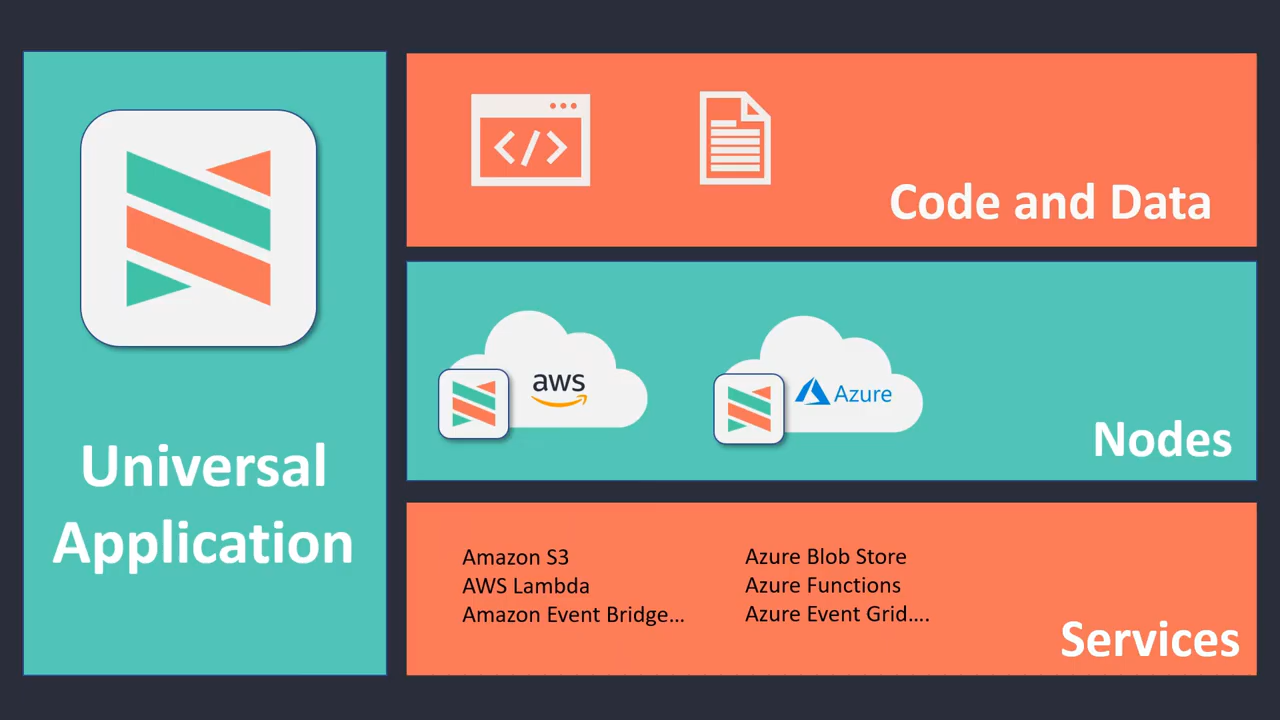 Universal
Application
</>
Code and Data
aws
Azure
Nodes
Amazon S3
AWS Lambda
Amazon Event Bridge...
Azure Blob Store
Azure Functions
Azure Event Grid....
Services